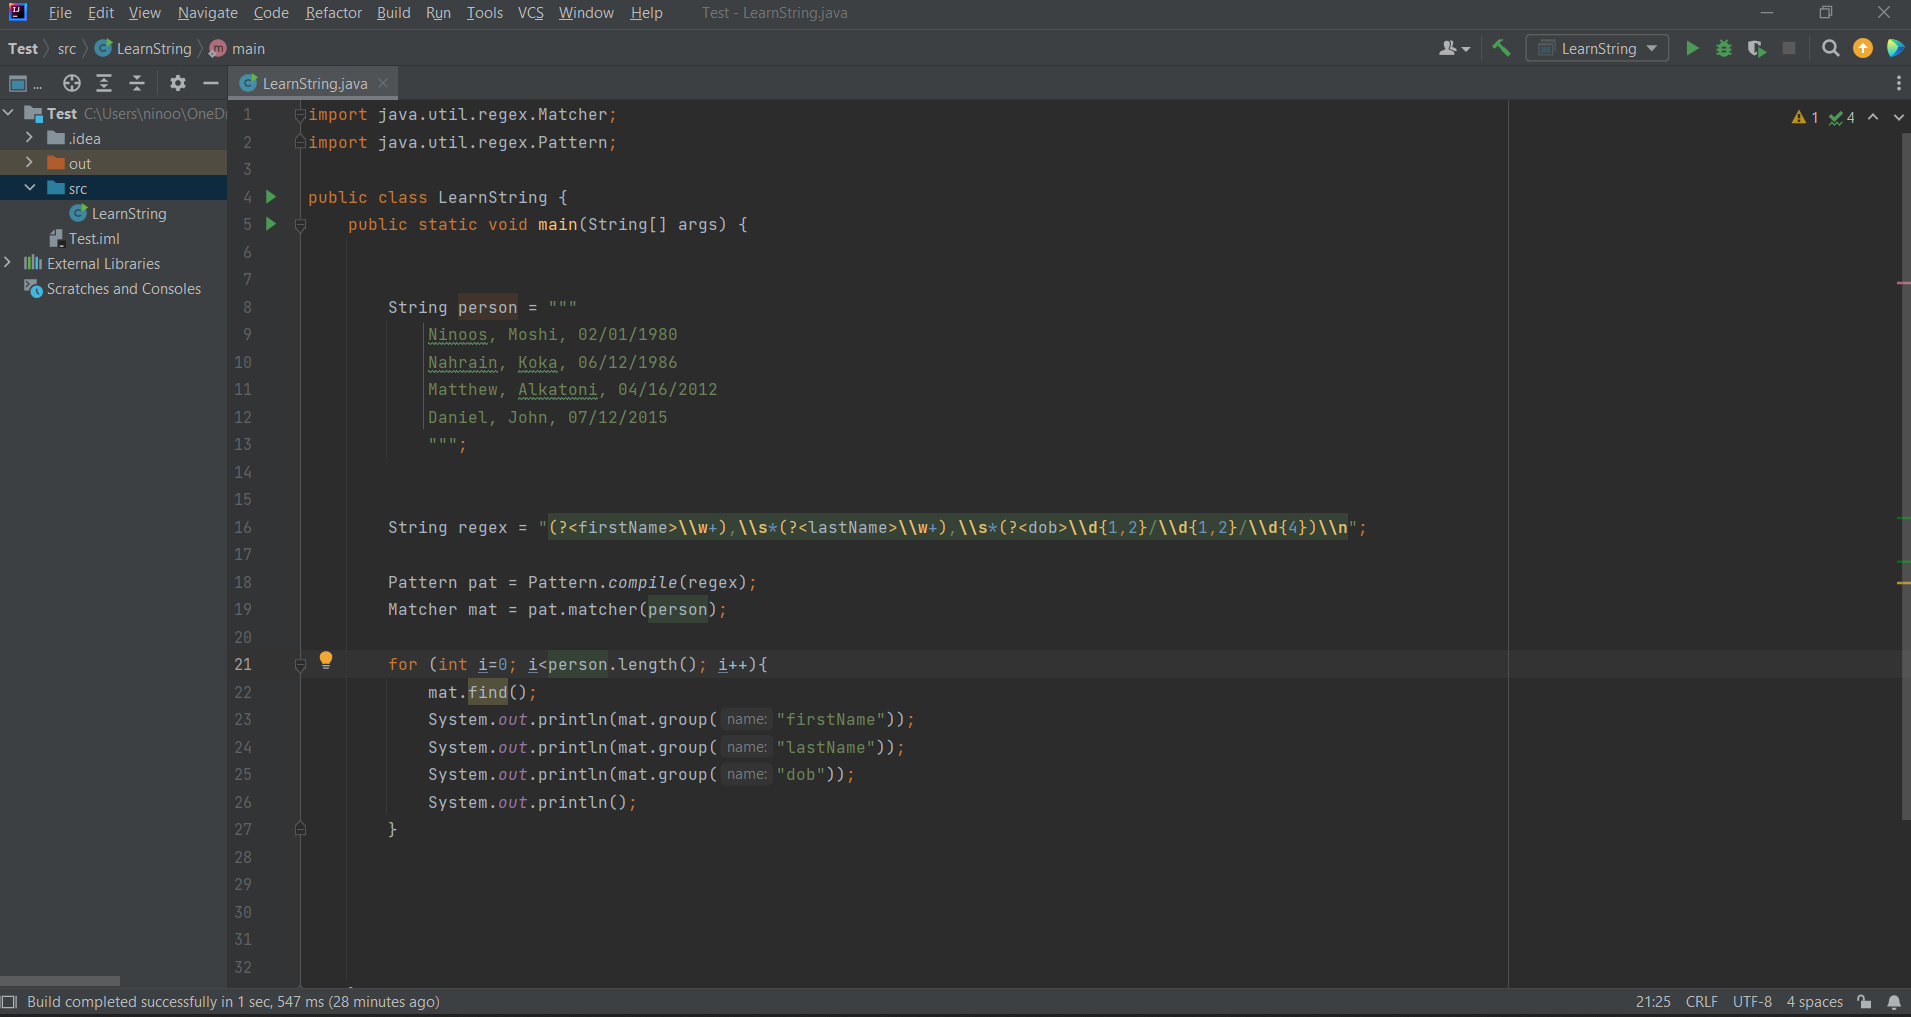 File Edit View Navigate Code Refactor Build Run Tools VCS Window Help Test - LearnString.java
Test src LearnString main
LearnString
... LearnString.java
Test C:\Users\ninoo\OneDr
.idea
out
src
LearnString
Test.iml
External Libraries
Scratches and Consoles
1 4
1 import java.util.regex.Matcher;
2 import java.util.regex.Pattern;
3
4 public class LearnString {
5 public static void main(String[] args) {
6
7
8 String person = """
9 Ninoos, Moshi, 02/01/1980
10 Nahrain, Koka, 06/12/1986
11 Matthew, Alkatoni, 04/16/2012
12 Daniel, John, 07/12/2015
13 """;
14
15
16 String regex = "(?<firstName>\\w+),\\s*(?<lastName>\\w+),\\s*(?<dob>\\d{1,2}/\\d{1,2}/\\d{4})\\n";
17
18 Pattern pat = Pattern.compile(regex);
19 Matcher mat = pat.matcher(person);
20
21 for (int i=0; i<person.length(); i++){
22 mat.find();
23 System.out.println(mat.group( name: "firstName"));
24 System.out.println(mat.group( name: "lastName"));
25 System.out.println(mat.group( name: "dob"));
26 System.out.println();
27 }
28
29
30
31
32
Build completed successfully in 1 sec, 547 ms (28 minutes ago) 21:25 CRLF UTF-8 4 spaces